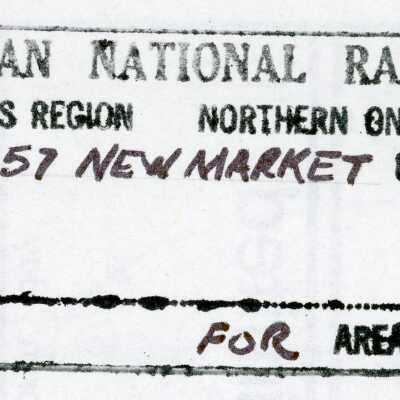 AN NATIONAL RA
S REGION NORTHERN ON
57 NEWMARKET
FOR AREA